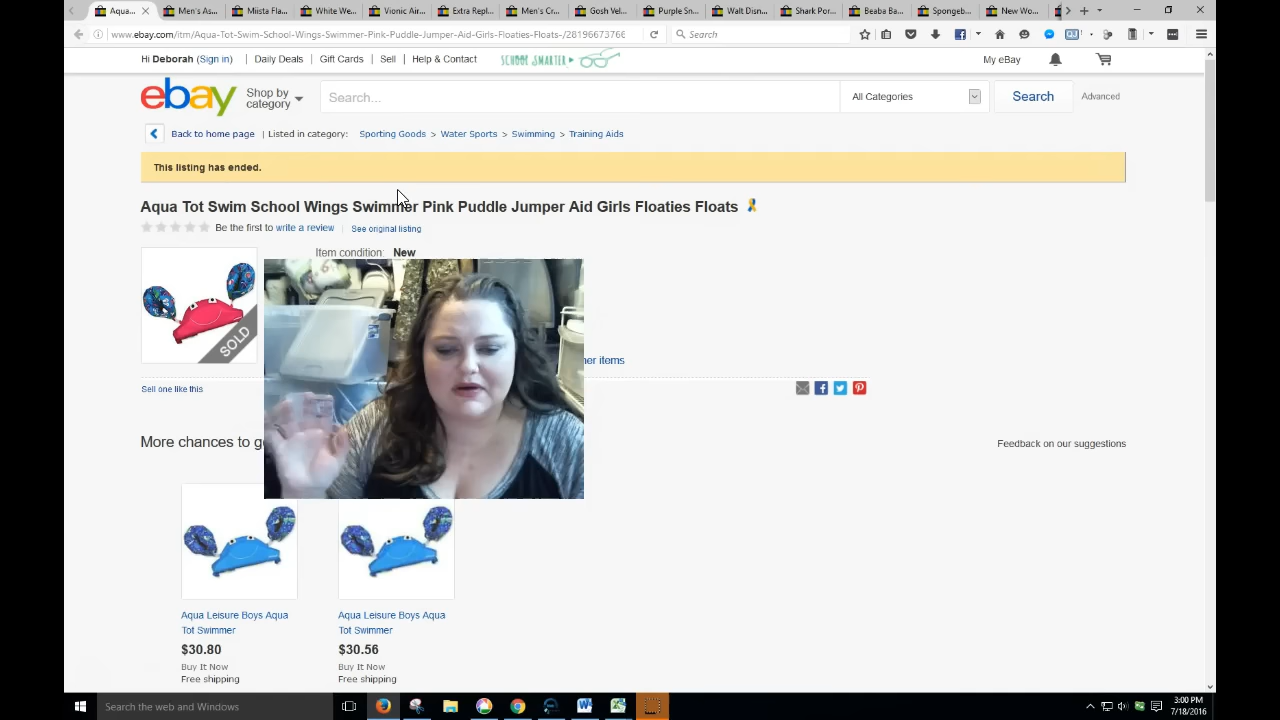 Aqua...
Men's As
Miista Fla
White We
Vionic Air
Extra Repl
Men's Cr
Gosh Vel
Purple Sn
Walt Disn
Shark Por
Beaba Ba
Spongeb
New Wo
www.ebay.com/itm/Aqua-Tot-Swim-School-Wings-Swimmer-Pink-Puddle-Jumper-Aid-Girls-Floaties-Floats-/28196673766
Search
Hi Deborah (Sign in) | Daily Deals | Gift Cards | Sell | Help & Contact
SCHOOL SMARTER
My eBay
ebay
Shop by category
Search...
All Categories
Search
Advanced
Back to home page | Listed in category: Sporting Goods > Water Sports > Swimming > Training Aids
This listing has ended.
Aqua Tot Swim School Wings Swimmer Pink Puddle Jumper Aid Girls Floaties Floats
Be the first to write a review
See original listing
Item condition: New
SOLD
er items
Sell one like this
More chances to g
Feedback on our suggestions
Aqua Leisure Boys Aqua
Tot Swimmer
$30.80
Buy It Now
Free shipping
Aqua Leisure Boys Aqua
Tot Swimmer
$30.56
Buy It Now
Free shipping
Search the web and Windows
3:00 PM
7/18/2016